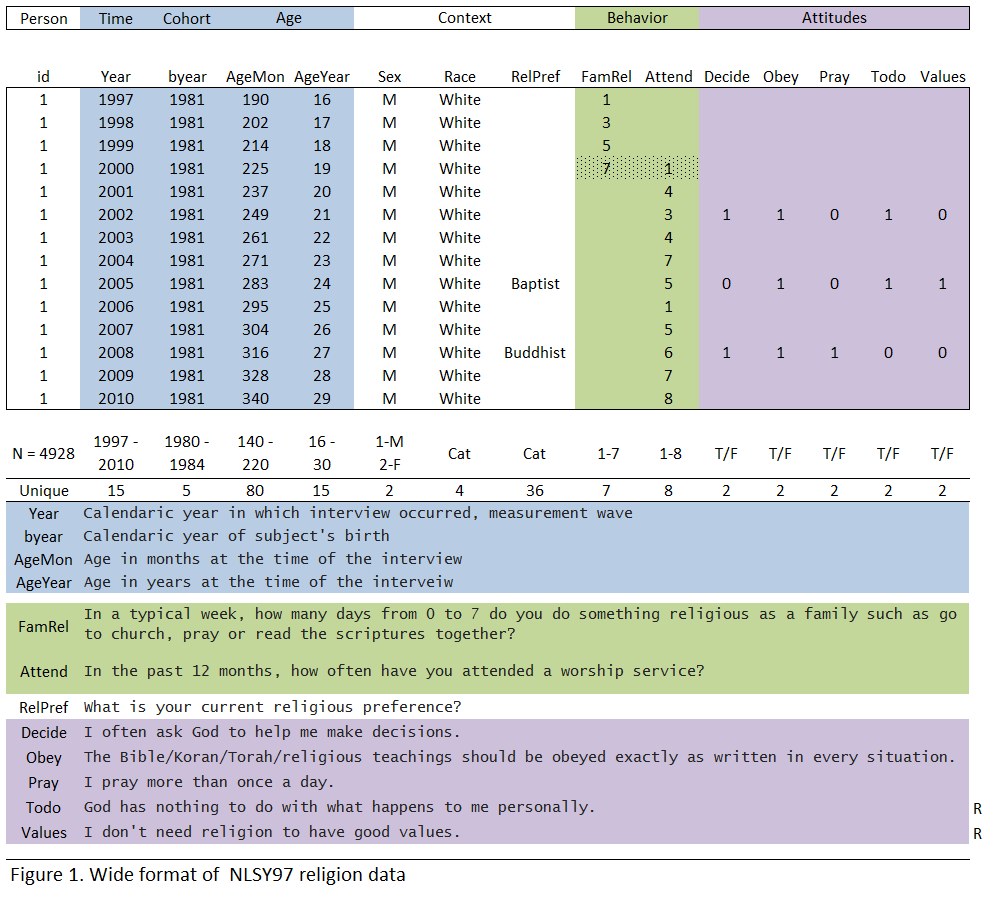 Person Time Cohort Age Context Behavior Attitudes
id Year byear AgeMon AgeYear Sex Race RelPref FamRel Attend Decide Obey Pray Todo Values
1 1997 1981 190 16 M White 1
1 1998 1981 202 17 M White 3
1 1999 1981 214 18 M White 5
1 2000 1981 225 19 M White 7 1
1 2001 1981 237 20 M White 4
1 2002 1981 249 21 M White 3 1 1 0 1 0
1 2003 1981 261 22 M White 4
1 2004 1981 271 23 M White 7
1 2005 1981 283 24 M White Baptist 5 0 1 0 1 1
1 2006 1981 295 25 M White 1
1 2007 1981 304 26 M White 5
1 2008 1981 316 27 M White Buddhist 6 1 1 1 0 0
1 2009 1981 328 28 M White 7
1 2010 1981 340 29 M White 8
N = 4928 1997 - 2010 1980 - 1984 140 - 220 16 - 30 1-M 2-F Cat Cat 1-7 1-8 T/F T/F T/F T/F T/F
Unique 15 5 80 15 2 4 36 7 8 2 2 2 2 2
Year Calendaric year in which interview occurred, measurement wave
byear Calendaric year of subject's birth
AgeMon Age in months at the time of the interview
AgeYear Age in years at the time of the interveiw
FamRel In a typical week, how many days from 0 to 7 do you do something religious as a family such as go
to church, pray or read the scriptures together?
Attend In the past 12 months, how often have you attended a worship service?
RelPref What is your current religious preference?
Decide I often ask God to help me make decisions.
Obey The Bible/Koran/Torah/religious teachings should be obeyed exactly as written in every situation.
Pray I pray more than once a day.
Todo God has nothing to do with what happens to me personally. R
Values I don't need religion to have good values. R
Figure 1. Wide format of NLSY97 religion data